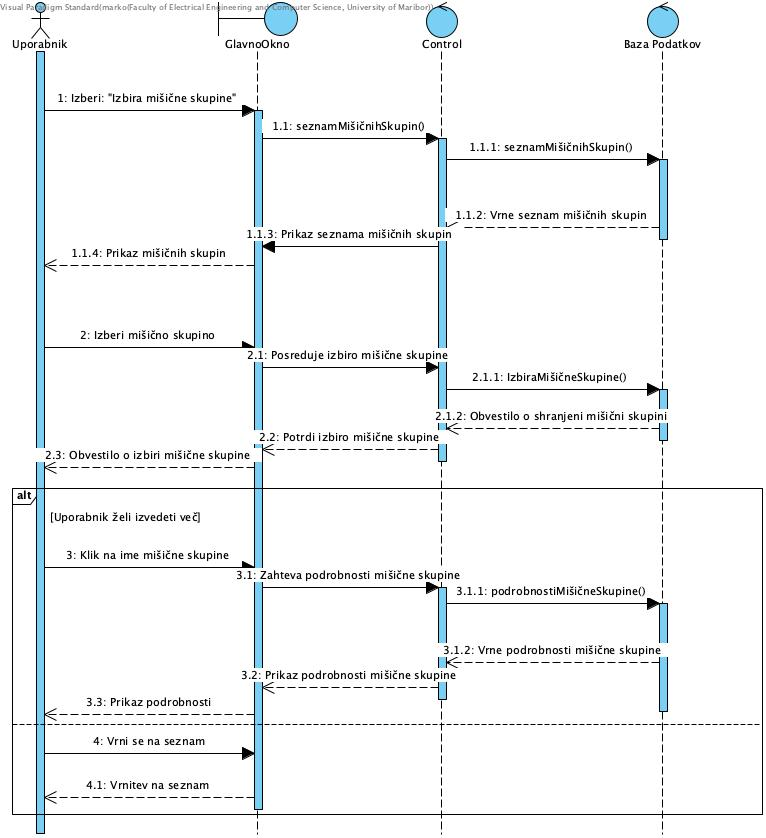 Visual Paradigm Standard(marko(Faculty of Electrical Engineering and Computer Science, University of Maribor))
Uporabnik
GlavnoOkno
Control
Baza Podatkov
1: Izberi: "Izbira mišične skupine"
1.1: seznamMišičnihSkupin()
1.1.1: seznamMišičnihSkupin()
1.1.2: Vrne seznam mišičnih skupin
1.1.3: Prikaz seznama mišičnih skupin
1.1.4: Prikaz mišičnih skupin
2: Izberi mišično skupino
2.1: Posreduje izbiro mišične skupine
2.1.1: IzbiraMišičneSkupine()
2.1.2: Obvestilo o shranjeni mišični skupini
2.2: Potrdi izbiro mišične skupine
2.3: Obvestilo o izbiri mišične skupine
alt
[Uporabnik želi izvedeti več]
3: Klik na ime mišične skupine
3.1: Zahteva podrobnosti mišične skupine
3.1.1: podrobnostiMišičneSkupine()
3.1.2: Vrne podrobnosti mišične skupine
3.2: Prikaz podrobnosti mišične skupine
3.3: Prikaz podrobnosti
4: Vrni se na seznam
4.1: Vrnitev na seznam